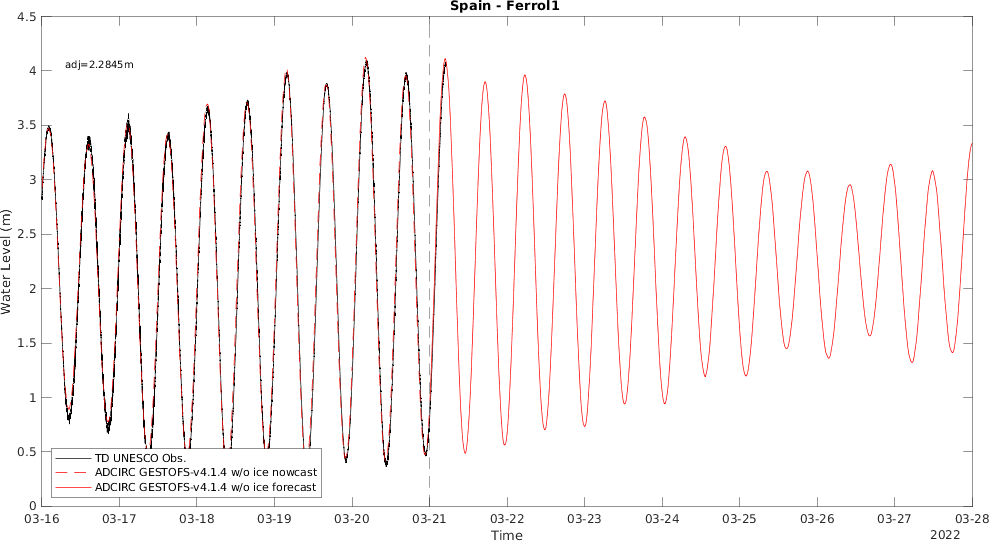 Spain - Ferrol1
adj=2.2845m
4.5
4
3.5
3
2.5
2
1.5
1
0.5
0
Water Level (m)
TD UNESCO Obs.
ADCIRC GESTOFS-v4.1.4 w/o ice nowcast
ADCIRC GESTOFS-v4.1.4 w/o ice forecast
03-16 03-17 03-18 03-19 03-20 03-21 03-22 03-23 03-24 03-25 03-26 03-27 03-28
Time
2022